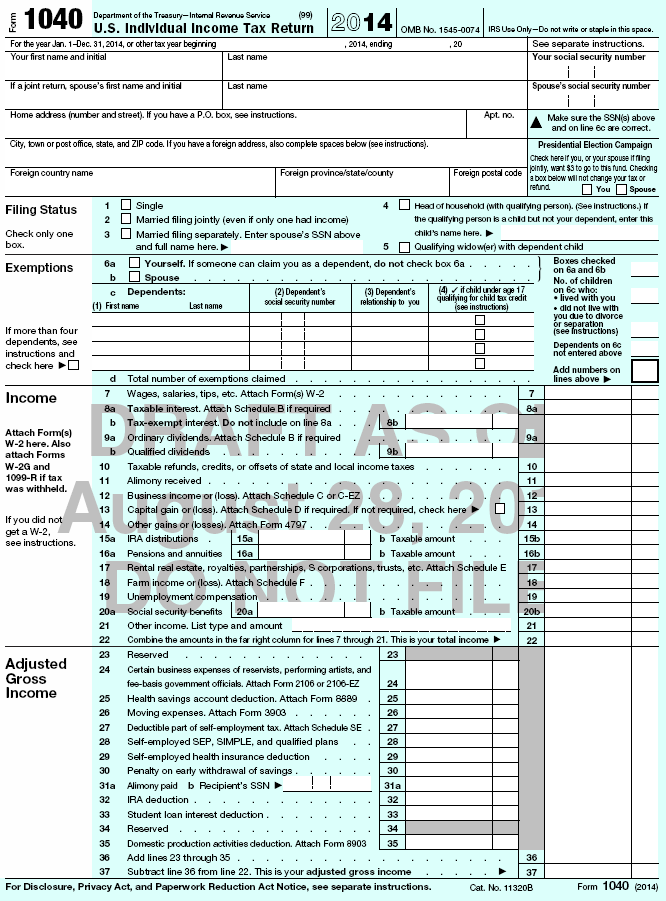 Form 1040 Department of the Treasury—Internal Revenue Service (99) U.S. Individual Income Tax Return 2014 OMB No. 1545-0074 IRS Use Only—Do not write or staple in this space.
For the year Jan. 1–Dec. 31, 2014, or other tax year beginning , 2014, ending , 20 See separate instructions.
Your first name and initial Last name Your social security number
If a joint return, spouse's first name and initial Last name Spouse's social security number
Home address (number and street). If you have a P.O. box, see instructions. Apt. no. ▲ Make sure the SSN(s) above and on line 6c are correct.
City, town or post office, state, and ZIP code. If you have a foreign address, also complete spaces below (see instructions).
Foreign country name Foreign province/state/county Foreign postal code
Presidential Election Campaign
Check here if you, or your spouse if filing
jointly, want $3 to go to this fund. Checking
a box below will not change your tax or
refund. You Spouse
Filing Status
Check only one
box.
1 Single
2 Married filing jointly (even if only one had income)
3 Married filing separately. Enter spouse's SSN above
and full name here. ▶
4 Head of household (with qualifying person). (See instructions.) If
the qualifying person is a child but not your dependent, enter this
child's name here. ▶
5 Qualifying widow(er) with dependent child
Exemptions
6a Yourself. If someone can claim you as a dependent, do not check box 6a . . . . .
b Spouse
c Dependents:
(1) First name Last name
(2) Dependent's
social security number
(3) Dependent's
relationship to you
(4) ✓ if child under age 17
qualifying for child tax credit
(see instructions)
If more than four
dependents, see
instructions and
check here ▶
d Total number of exemptions claimed
Boxes checked
on 6a and 6b
No. of children
on 6c who:
• lived with you
• did not live with
you due to divorce
or separation
(see instructions)
Dependents on 6c
not entered above
Add numbers on
lines above ▶
Income
Attach Form(s)
W-2 here. Also
attach Forms
W-2G and
1099-R if tax
was withheld.
If you did not
get a W-2,
see instructions.
7 Wages, salaries, tips, etc. Attach Form(s) W-2 7
8a Taxable interest. Attach Schedule B if required 8a
b Tax-exempt interest. Do not include on line 8a 8b
9a Ordinary dividends. Attach Schedule B if required 9a
b Qualified dividends 9b
10 Taxable refunds, credits, or offsets of state and local income taxes 10
11 Alimony received 11
12 Business income or (loss). Attach Schedule C or C-EZ 12
13 Capital gain or (loss). Attach Schedule D if required. If not required, check here ▶ 13
14 Other gains or (losses). Attach Form 4797 14
15a IRA distributions 15a b Taxable amount 15b
16a Pensions and annuities 16a b Taxable amount 16b
17 Rental real estate, royalties, partnerships, S corporations, trusts, etc. Attach Schedule E 17
18 Farm income or (loss). Attach Schedule F 18
19 Unemployment compensation 19
20a Social security benefits 20a b Taxable amount 20b
21 Other income. List type and amount 21
22 Combine the amounts in the far right column for lines 7 through 21. This is your total income ▶ 22
DRAFT AS OF
August 28, 20
DO NOT FILE
Adjusted
Gross
Income
23 Reserved 23
24 Certain business expenses of reservists, performing artists, and
fee-basis government officials. Attach Form 2106 or 2106-EZ 24
25 Health savings account deduction. Attach Form 8889 25
26 Moving expenses. Attach Form 3903 26
27 Deductible part of self-employment tax. Attach Schedule SE 27
28 Self-employed SEP, SIMPLE, and qualified plans 28
29 Self-employed health insurance deduction 29
30 Penalty on early withdrawal of savings 30
31a Alimony paid b Recipient's SSN ▶ 31a
32 IRA deduction 32
33 Student loan interest deduction 33
34 Reserved 34
35 Domestic production activities deduction. Attach Form 8903 35
36 Add lines 23 through 35 36
37 Subtract line 36 from line 22. This is your adjusted gross income ▶ 37
For Disclosure, Privacy Act, and Paperwork Reduction Act Notice, see separate instructions. Cat. No. 11320B Form 1040 (2014)